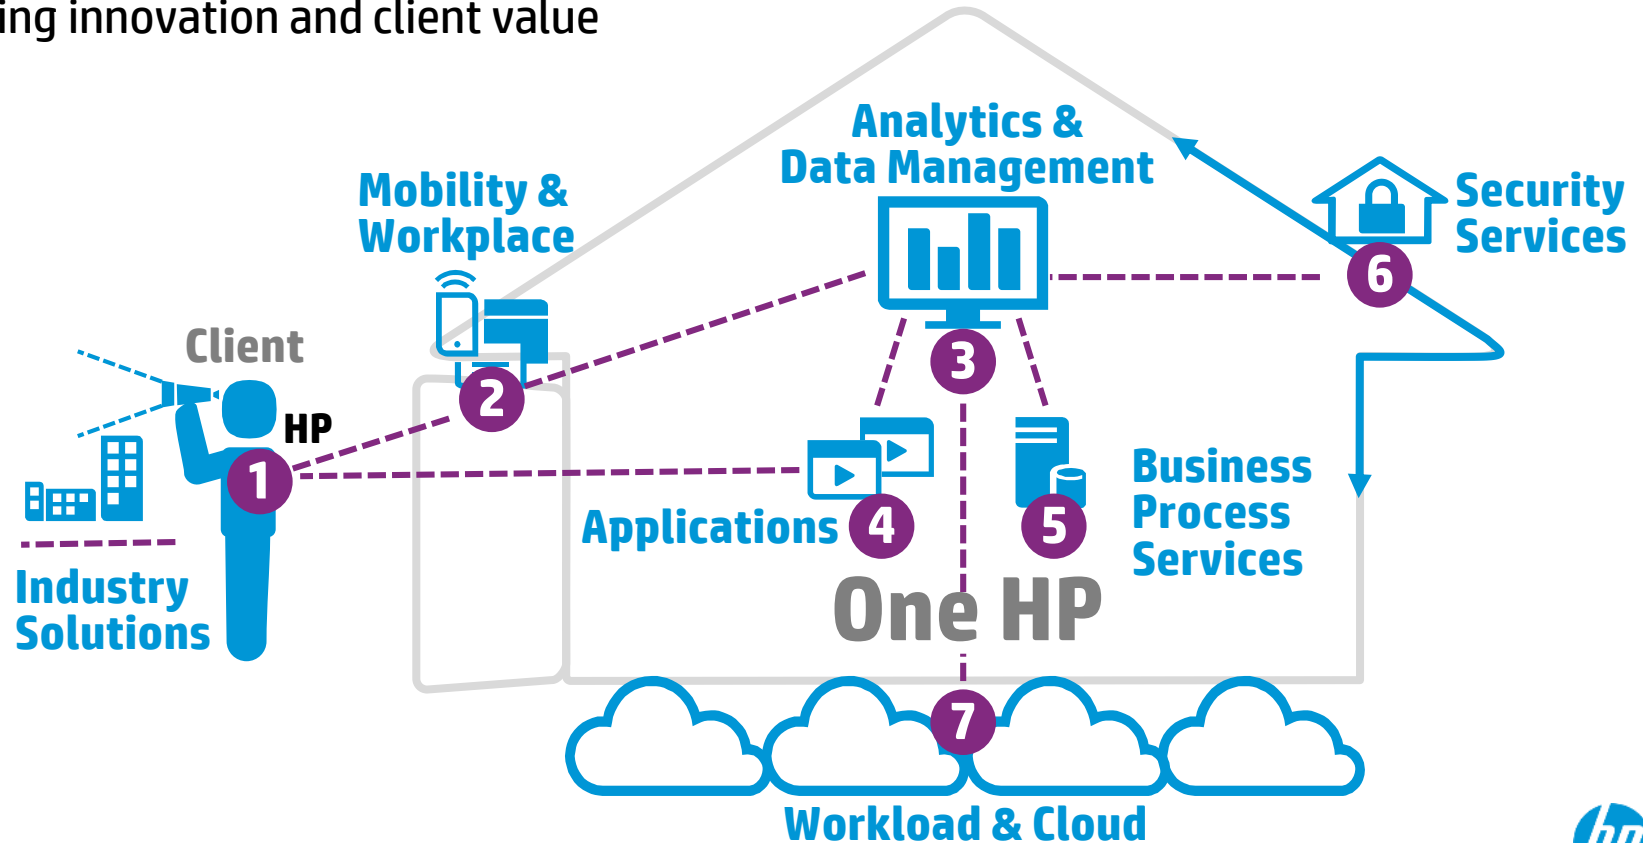 ing innovation and client value
Analytics &
Data Management
Mobility &
Workplace
Security
Services
Client
HP
Industry
Solutions
Applications
Business
Process
Services
One HP
Workload & Cloud
1
2
3
4
5
6
7
hp